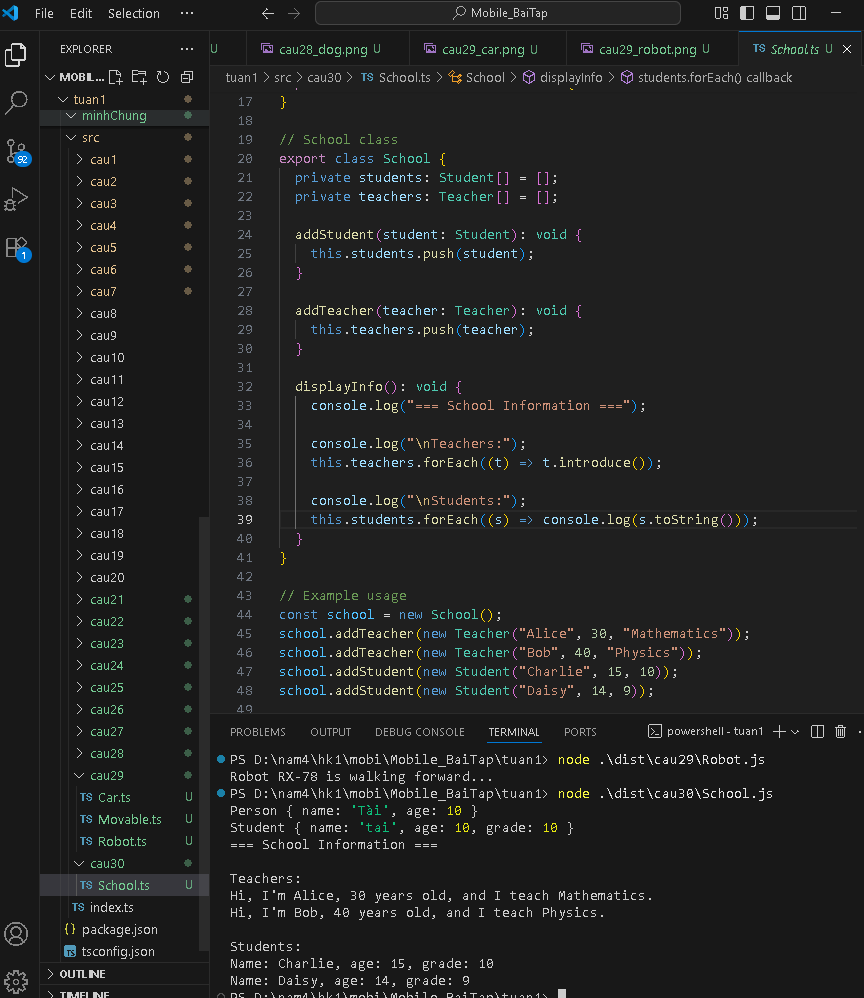 File Edit Selection ··· Mobile_BaiTap
EXPLORER ···
U cau28_dog.png U cau29_car.png U cau29_robot.png U TS School.ts U
MOBIL...
tuan1 > src > cau30 > TS School.ts > School > displayInfo > students.forEach() callback
tuan1
minhChung
src
cau1
cau2
cau3
cau4
cau5
cau6
cau7
cau8
cau9
cau10
cau11
cau12
cau13
cau14
cau15
cau16
cau17
cau18
cau19
cau20
cau21
cau22
cau23
cau24
cau25
cau26
cau27
cau28
cau29
TS Car.ts U
TS Movable.ts U
TS Robot.ts U
cau30
TS School.ts U
TS index.ts
{} package.json
TS tsconfig.json
OUTLINE
TIMELINE
92
1
17 }
18
19 // School class
20 export class School {
21 private students: Student[] = [];
22 private teachers: Teacher[] = [];
23
24 addStudent(student: Student): void {
25 this.students.push(student);
26 }
27
28 addTeacher(teacher: Teacher): void {
29 this.teachers.push(teacher);
30 }
31
32 displayInfo(): void {
33 console.log("=== School Information ===");
34
35 console.log("\nTeachers:");
36 this.teachers.forEach((t) => t.introduce());
37
38 console.log("\nStudents:");
39 this.students.forEach((s) => console.log(s.toString()));
40 }
41 }
42
43 // Example usage
44 const school = new School();
45 school.addTeacher(new Teacher("Alice", 30, "Mathematics"));
46 school.addTeacher(new Teacher("Bob", 40, "Physics"));
47 school.addStudent(new Student("Charlie", 15, 10));
48 school.addStudent(new Student("Daisy", 14, 9));
49
PROBLEMS OUTPUT DEBUG CONSOLE TERMINAL PORTS powershell - tuan1
PS D:\nam4\hk1\mobi\Mobile_BaiTap\tuan1> node .\dist\cau29\Robot.js
Robot RX-78 is walking forward...
PS D:\nam4\hk1\mobi\Mobile_BaiTap\tuan1> node .\dist\cau30\School.js
Person { name: 'Tài', age: 10 }
Student { name: 'tai', age: 10, grade: 10 }
=== School Information ===
Teachers:
Hi, I'm Alice, 30 years old, and I teach Mathematics.
Hi, I'm Bob, 40 years old, and I teach Physics.
Students:
Name: Charlie, age: 15, grade: 10
Name: Daisy, age: 14, grade: 9
PS D:\nam4\hk1\mobi\Mobile_BaiTap\tuan1>